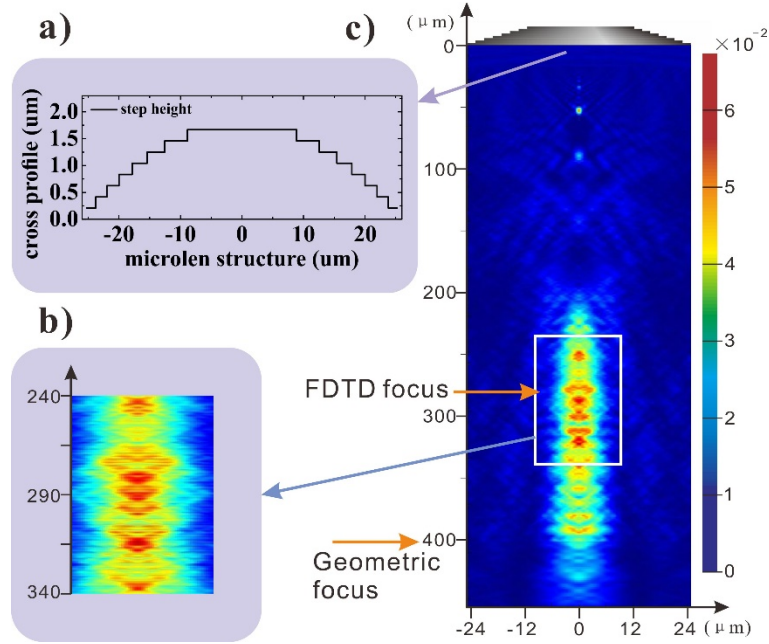 a)
cross profile (um)
2.0
1.5
1.0
0.5
0.0
step height
-20 -10 0 10 20
microlen structure (um)
b)
240
290
340
c)
(μm)
0
100
200
300
400
FDTD focus
Geometric
focus
-24 -12 0 12 24 (μm)
×10⁻²
6
5
4
3
2
1
0